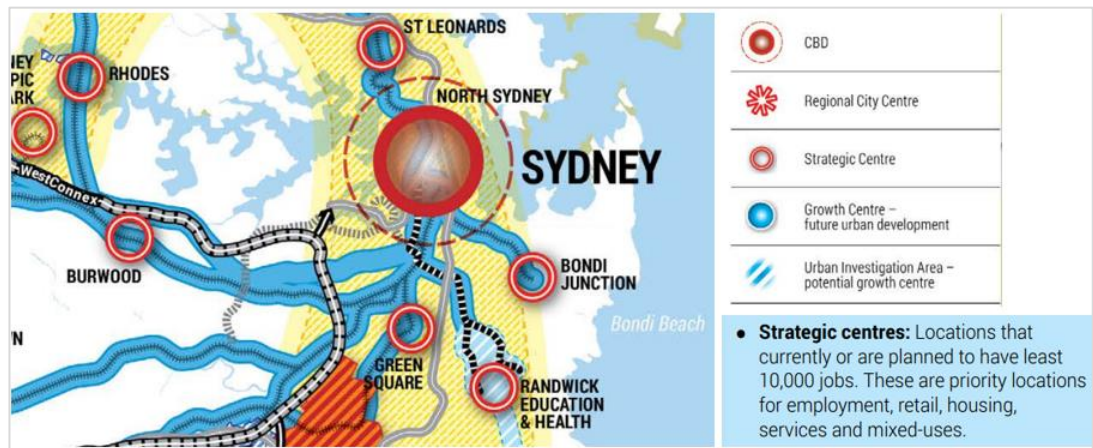 ST LEONARDS
NEY
PIC
ARK
RHODES
NORTH SYDNEY
SYDNEY
WestConnex
BURWOOD
BONDI
JUNCTION
Bondi Beach
GREEN
SQUARE
RANDWICK
EDUCATION
& HEALTH
N
CBD
Regional City Centre
Strategic Centre
Growth Centre –
future urban development
Urban Investigation Area –
potential growth centre
● Strategic centres: Locations that
currently or are planned to have least
10,000 jobs. These are priority locations
for employment, retail, housing,
services and mixed-uses.